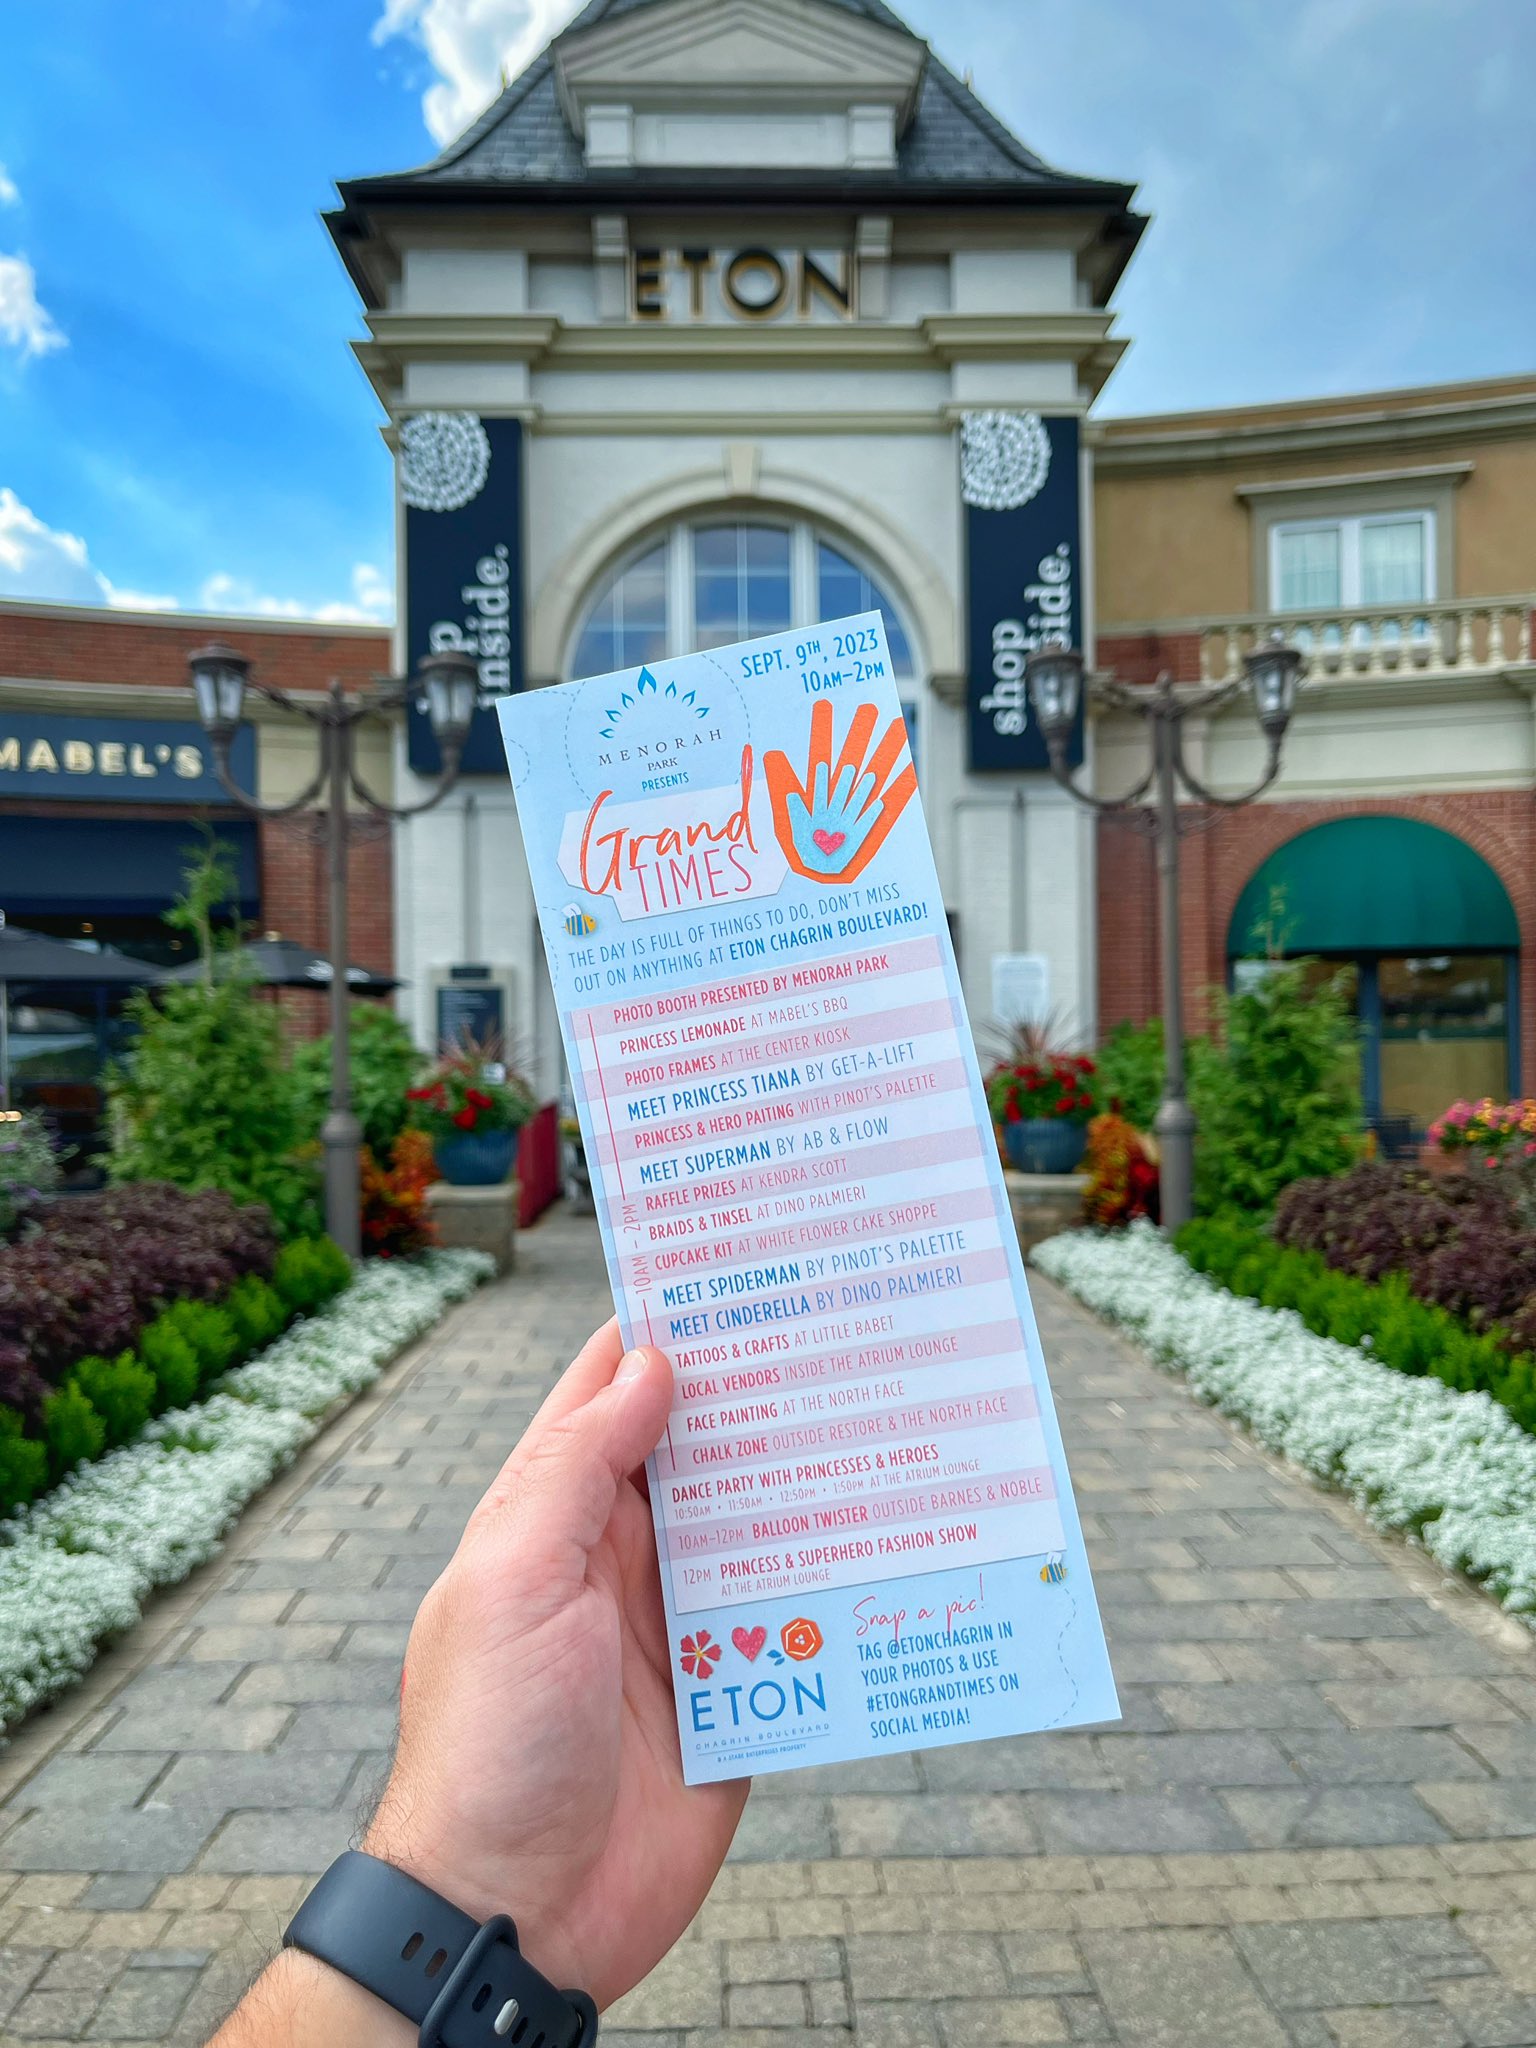 ETON
inside.
shop
side.
MABEL'S
SEPT. 9TH, 2023
10AM–2PM
MENORAH
PARK
PRESENTS
Grand
TIMES
THE DAY IS FULL OF THINGS TO DO, DON'T MISS
OUT ON ANYTHING AT ETON CHAGRIN BOULEVARD!
10AM – 2PM
PHOTO BOOTH PRESENTED BY MENORAH PARK
PRINCESS LEMONADE AT MABEL'S BBQ
PHOTO FRAMES AT THE CENTER KIOSK
MEET PRINCESS TIANA BY GET-A-LIFT
PRINCESS & HERO PAITING WITH PINOT'S PALETTE
MEET SUPERMAN BY AB & FLOW
RAFFLE PRIZES AT KENDRA SCOTT
BRAIDS & TINSEL AT DINO PALMIERI
CUPCAKE KIT AT WHITE FLOWER CAKE SHOPPE
MEET SPIDERMAN BY PINOT'S PALETTE
MEET CINDERELLA BY DINO PALMIERI
TATTOOS & CRAFTS AT LITTLE BABET
LOCAL VENDORS INSIDE THE ATRIUM LOUNGE
FACE PAINTING AT THE NORTH FACE
CHALK ZONE OUTSIDE RESTORE & THE NORTH FACE
DANCE PARTY WITH PRINCESSES & HEROES
10:50AM • 11:50AM • 12:50PM • 1:50PM AT THE ATRIUM LOUNGE
10AM–12PM BALLOON TWISTER OUTSIDE BARNES & NOBLE
12PM PRINCESS & SUPERHERO FASHION SHOW
AT THE ATRIUM LOUNGE
ETON
CHAGRIN BOULEVARD
A STARK ENTERPRISES PROPERTY
Snap a pic!
TAG @ETONCHAGRIN IN
YOUR PHOTOS & USE
#ETONGRANDTIMES ON
SOCIAL MEDIA!